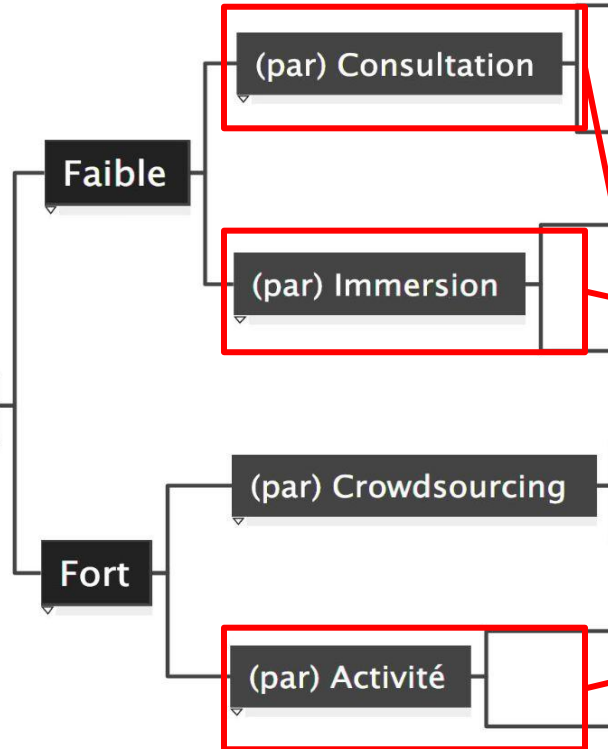 (par) Consultation
Faible
(par) Immersion
(par) Crowdsourcing
Fort
(par) Activité